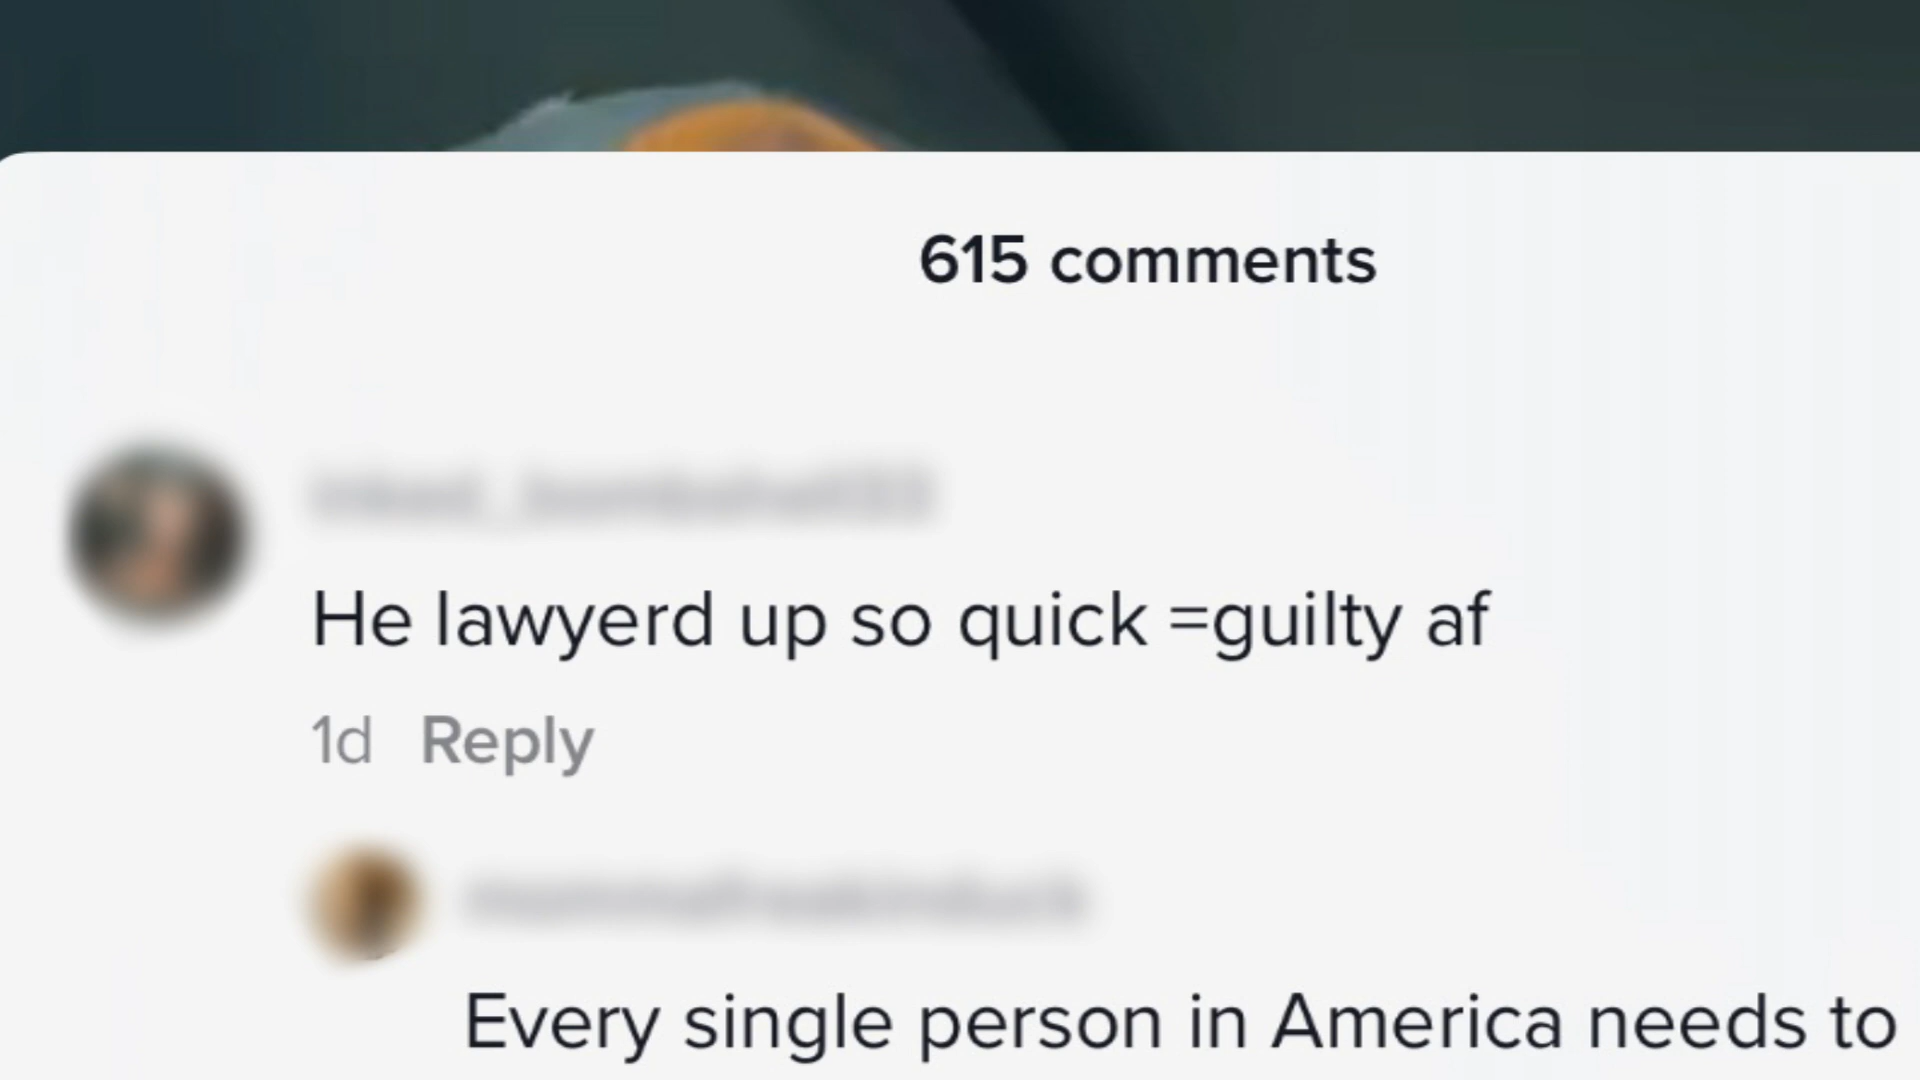 615 comments
He lawyerd up so quick =guilty af
1d Reply
Every single person in America needs to